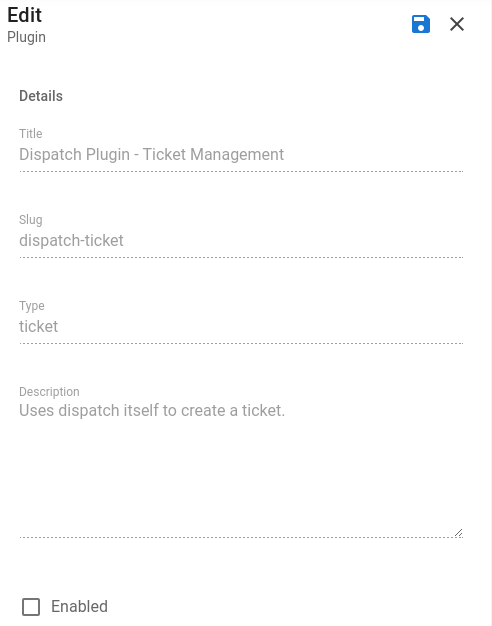 Edit
Plugin
Details
Title
Dispatch Plugin - Ticket Management
Slug
dispatch-ticket
Type
ticket
Description
Uses dispatch itself to create a ticket.
Enabled